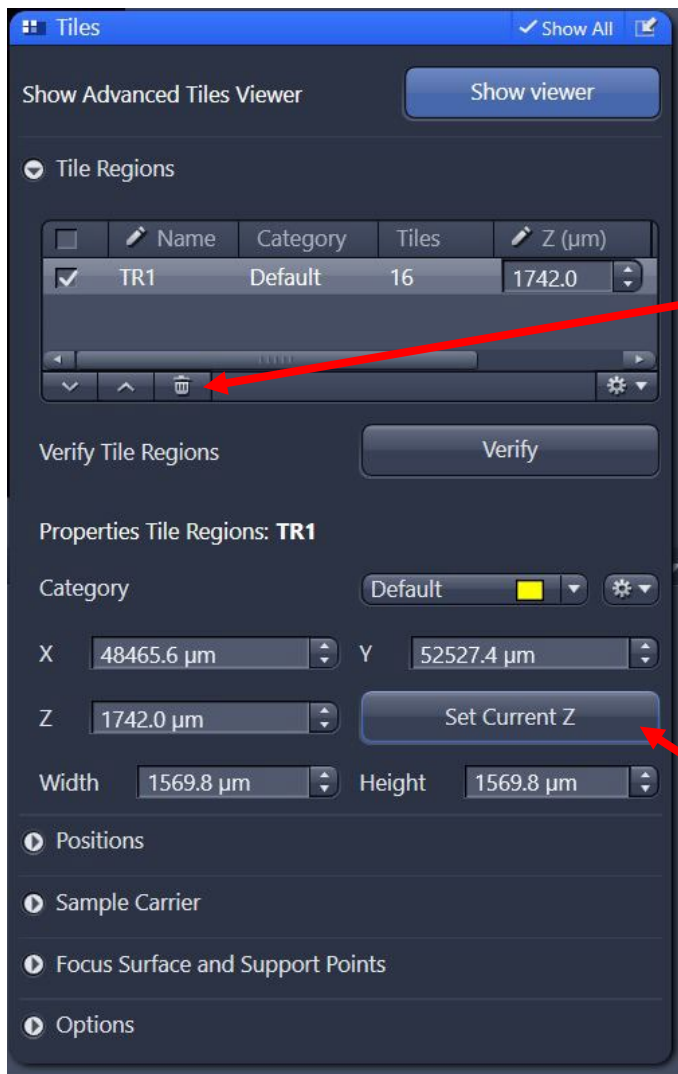 Tiles Show All
Show Advanced Tiles Viewer Show viewer
Tile Regions
Name Category Tiles Z (µm)
TR1 Default 16 1742.0
Verify Tile Regions Verify
Properties Tile Regions: TR1
Category Default
X 48465.6 µm Y 52527.4 µm
Z 1742.0 µm Set Current Z
Width 1569.8 µm Height 1569.8 µm
Positions
Sample Carrier
Focus Surface and Support Points
Options